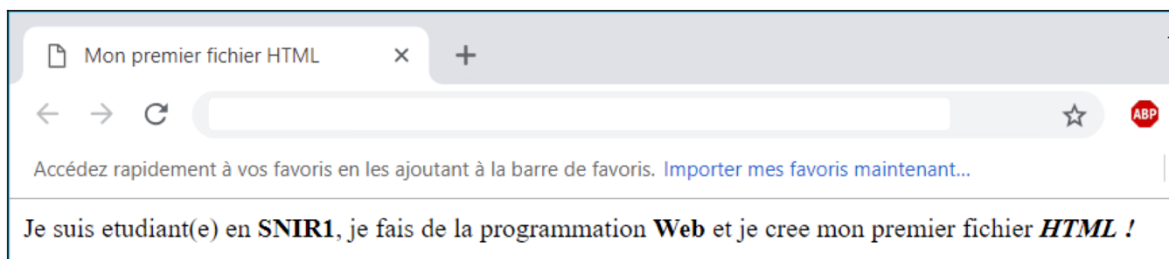 Mon premier fichier HTML
ABP
Accédez rapidement à vos favoris en les ajoutant à la barre de favoris. Importer mes favoris maintenant...
Je suis etudiant(e) en SNIR1, je fais de la programmation Web et je cree mon premier fichier HTML !